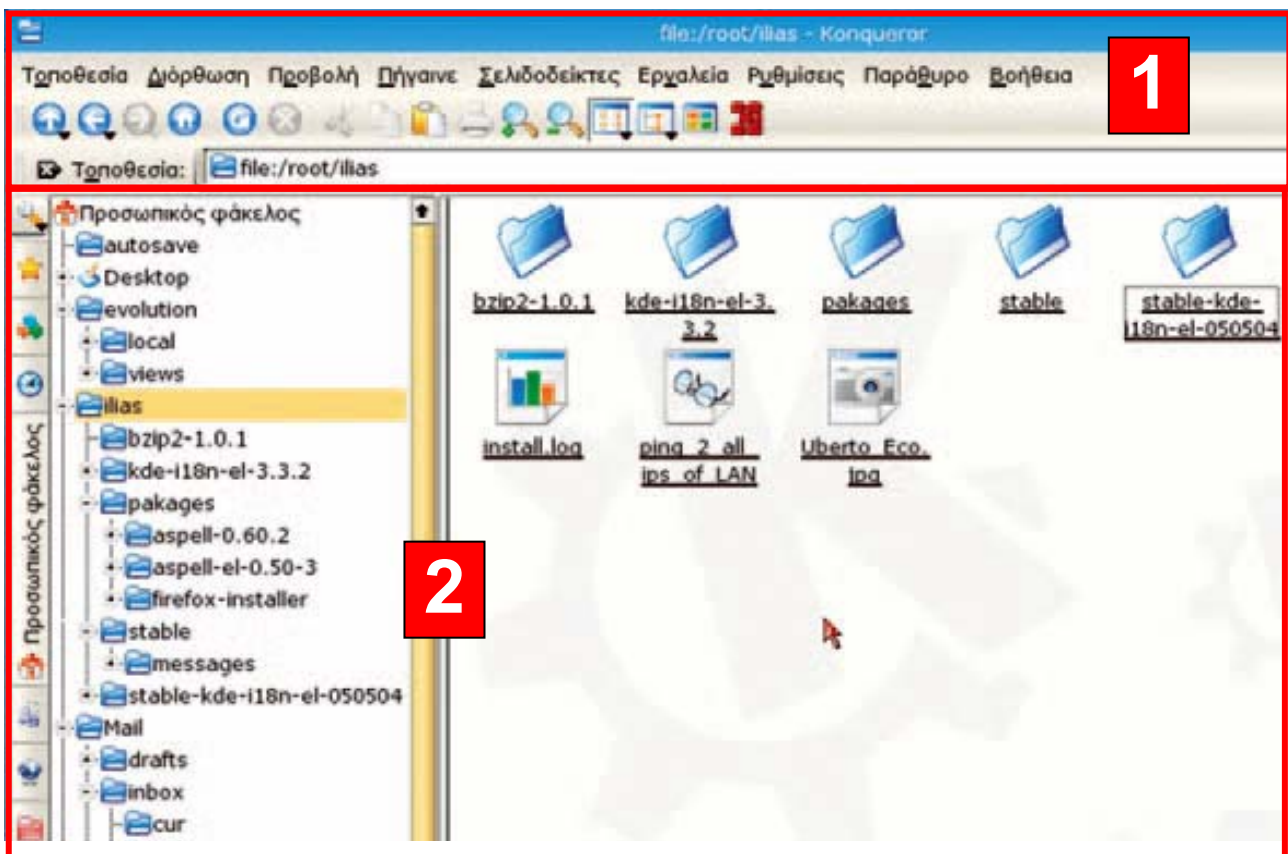 file:/root/ilias - Konqueror
1
Τοποθεσία Διόρθωση Προβολή Πήγαινε Σελιδοδείκτες Εργαλεία Ρυθμίσεις Παράθυρο Βοήθεια
Τοποθεσία: file:/root/ilias
Προσωπικός φάκελος
Προσωπικός φάκελος
autosave
Desktop
evolution
local
views
ilias
bzip2-1.0.1
kde-i18n-el-3.3.2
pakages
aspell-0.60.2
aspell-el-0.50-3
firefox-installer
stable
messages
stable-kde-i18n-el-050504
Mail
drafts
inbox
cur
2
bzip2-1.0.1
kde-i18n-el-3.
3.2
pakages
stable
stable-kde-
i18n-el-050504
install.log
ping_2_all_
ips_of_LAN
Uberto_Eco.
jpg